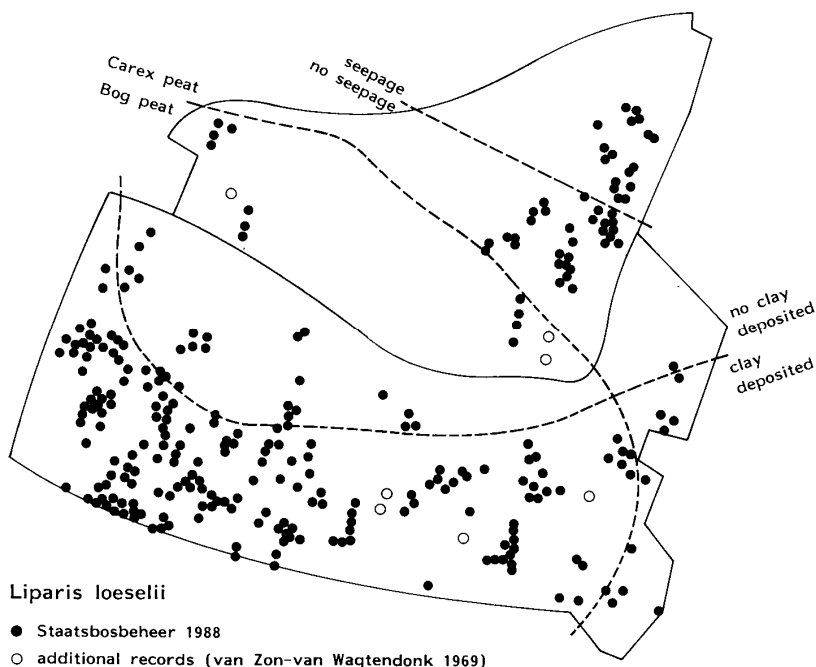 seepage
no seepage
Carex peat
Bog peat
no clay
deposited
clay
deposited
Liparis loeselii
● Staatsbosbeheer 1988
○ additional records (van Zon-van Wagtendonk 1969)